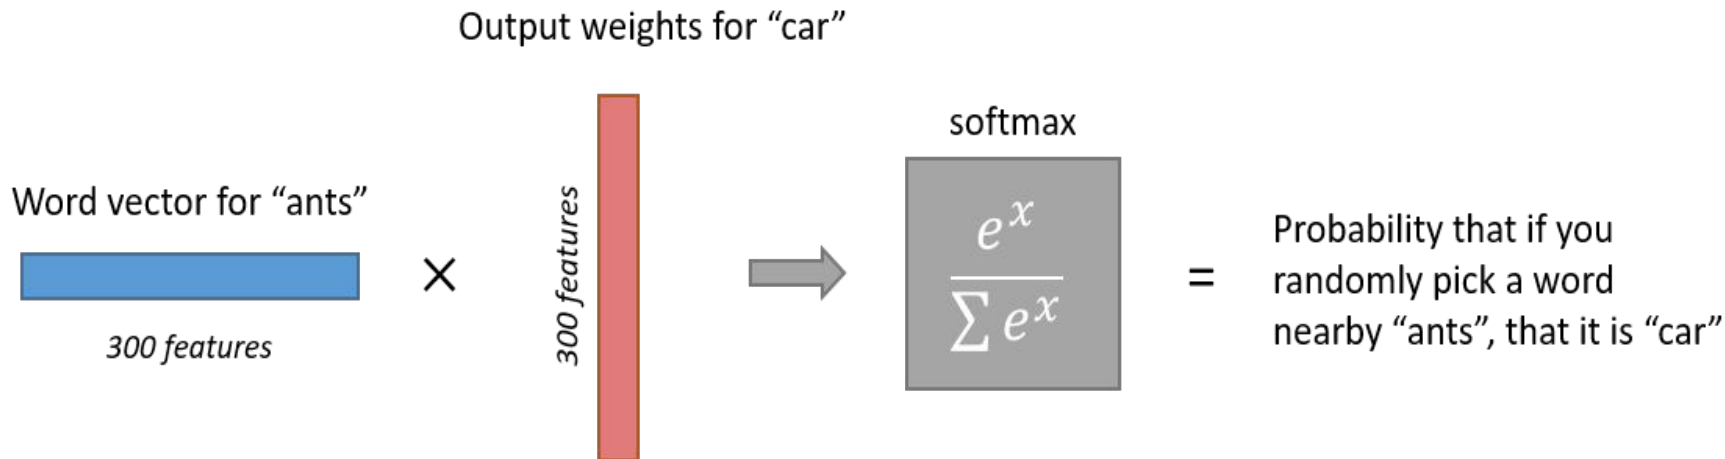 Output weights for “car”
softmax
Word vector for “ants”
300 features
×
300 features
e^x
∑ e^x
=
Probability that if you
randomly pick a word
nearby “ants”, that it is “car”